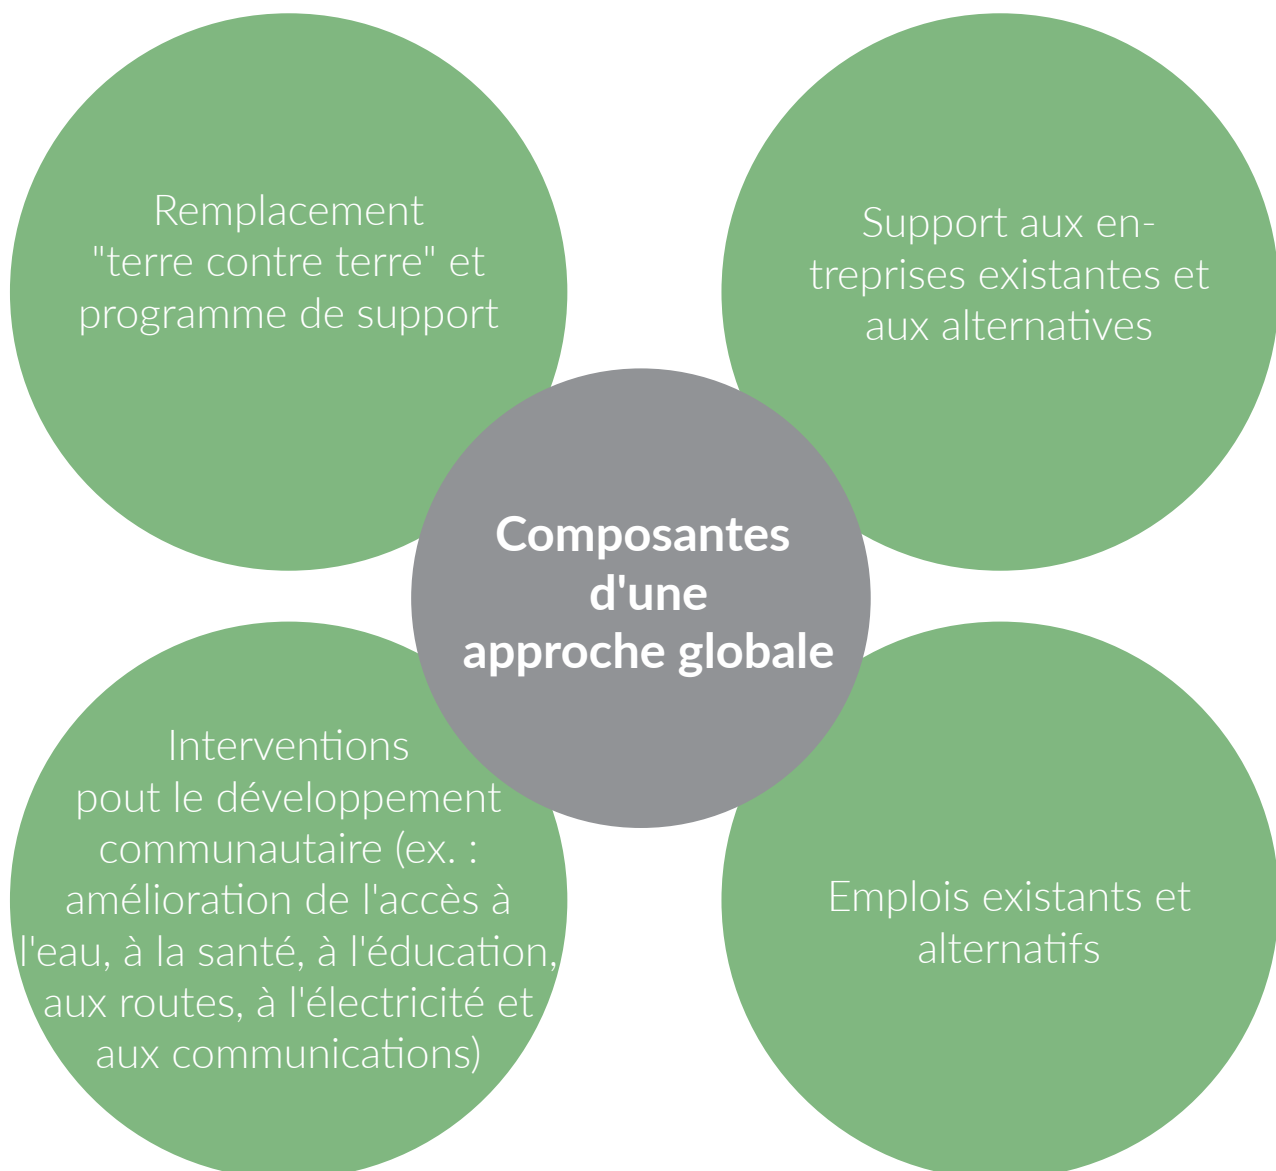 Remplacement
"terre contre terre" et
programme de support
Support aux en-
treprises existantes et
aux alternatives
Composantes
d'une
approche globale
Interventions
pout le développement
communautaire (ex. :
amélioration de l'accès à
l'eau, à la santé, à l'éducation,
aux routes, à l'électricité et
aux communications)
Emplois existants et
alternatifs